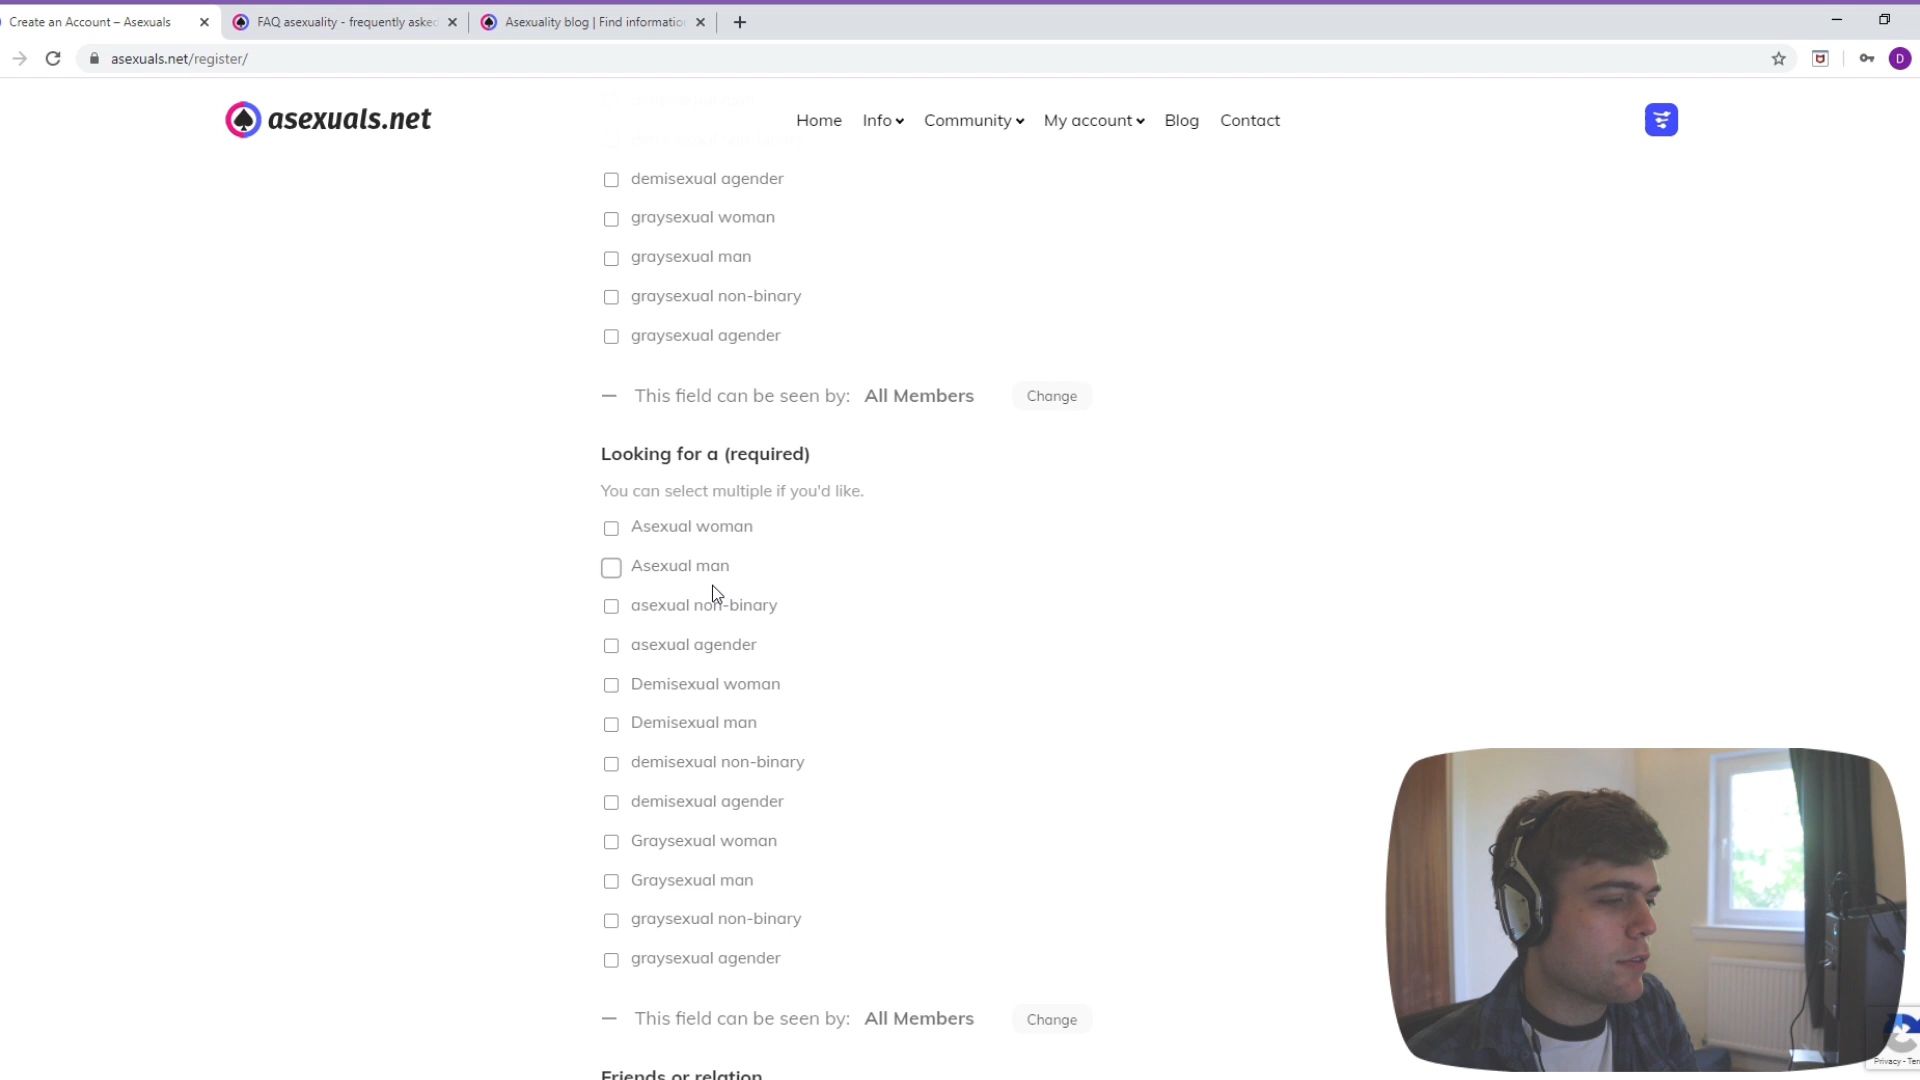 Create an Account – Asexuals
FAQ asexuality - frequently asked
Asexuality blog | Find informatio
asexuals.net/register/
D
asexuals.net
Home
Info
Community
My account
Blog
Contact
demisexual agender
graysexual woman
graysexual man
graysexual non-binary
graysexual agender
This field can be seen by: All Members
Change
Looking for a (required)
You can select multiple if you'd like.
Asexual woman
Asexual man
asexual non-binary
asexual agender
Demisexual woman
Demisexual man
demisexual non-binary
demisexual agender
Graysexual woman
Graysexual man
graysexual non-binary
graysexual agender
This field can be seen by: All Members
Change
Friends or relation
Privacy - Ter